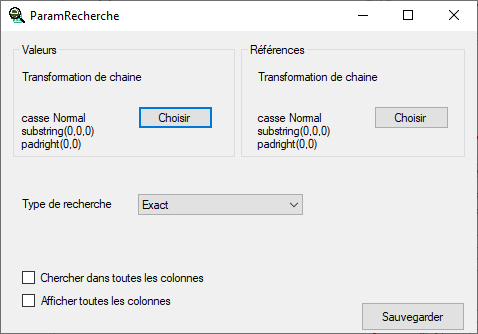 ParamRecherche
Valeurs
Transformation de chaine
casse Normal
substring(0,0,0)
padright(0,0)
Choisir
Références
Transformation de chaine
casse Normal
substring(0,0,0)
padright(0,0)
Choisir
Type de recherche
Exact
Chercher dans toutes les colonnes
Afficher toutes les colonnes
Sauvegarder